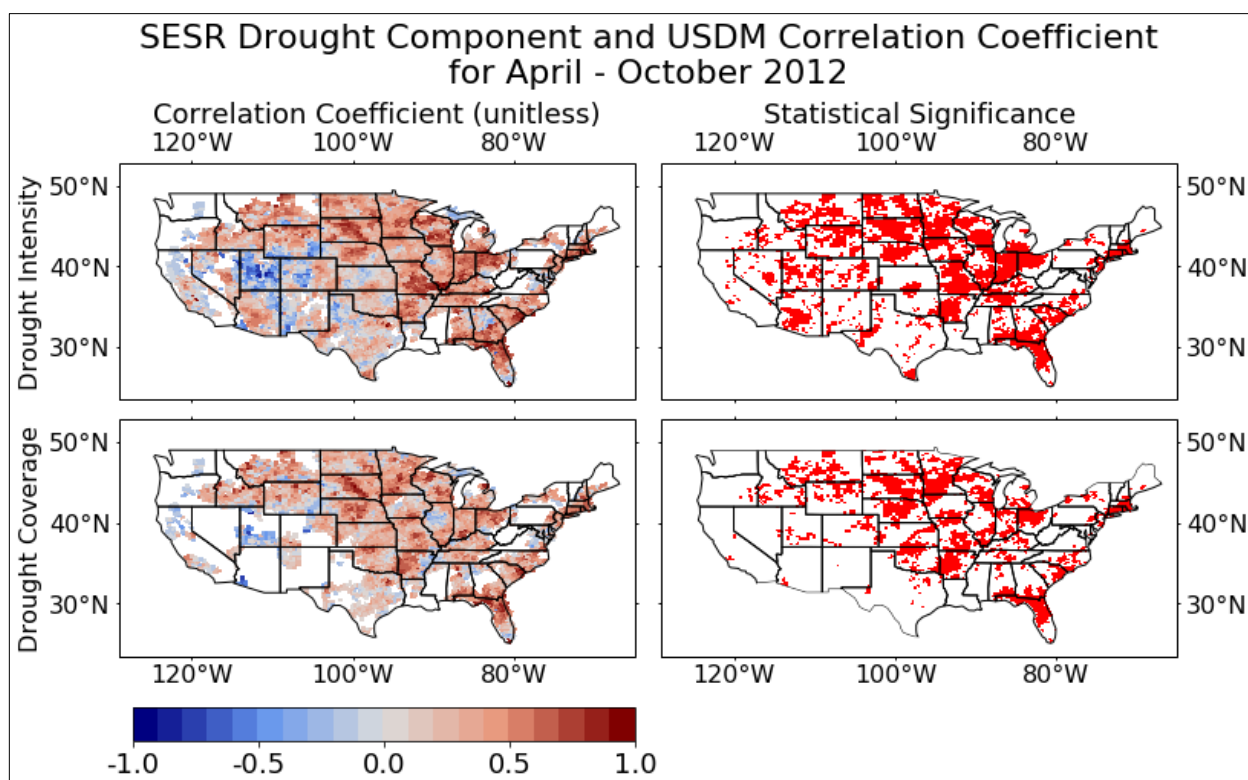 SESR Drought Component and USDM Correlation Coefficient
for April - October 2012
Correlation Coefficient (unitless)
Statistical Significance
120°W 100°W 80°W
120°W 100°W 80°W
Drought Intensity
50°N
40°N
30°N
50°N
40°N
30°N
Drought Coverage
50°N
40°N
30°N
50°N
40°N
30°N
120°W 100°W 80°W
120°W 100°W 80°W
-1.0 -0.5 0.0 0.5 1.0